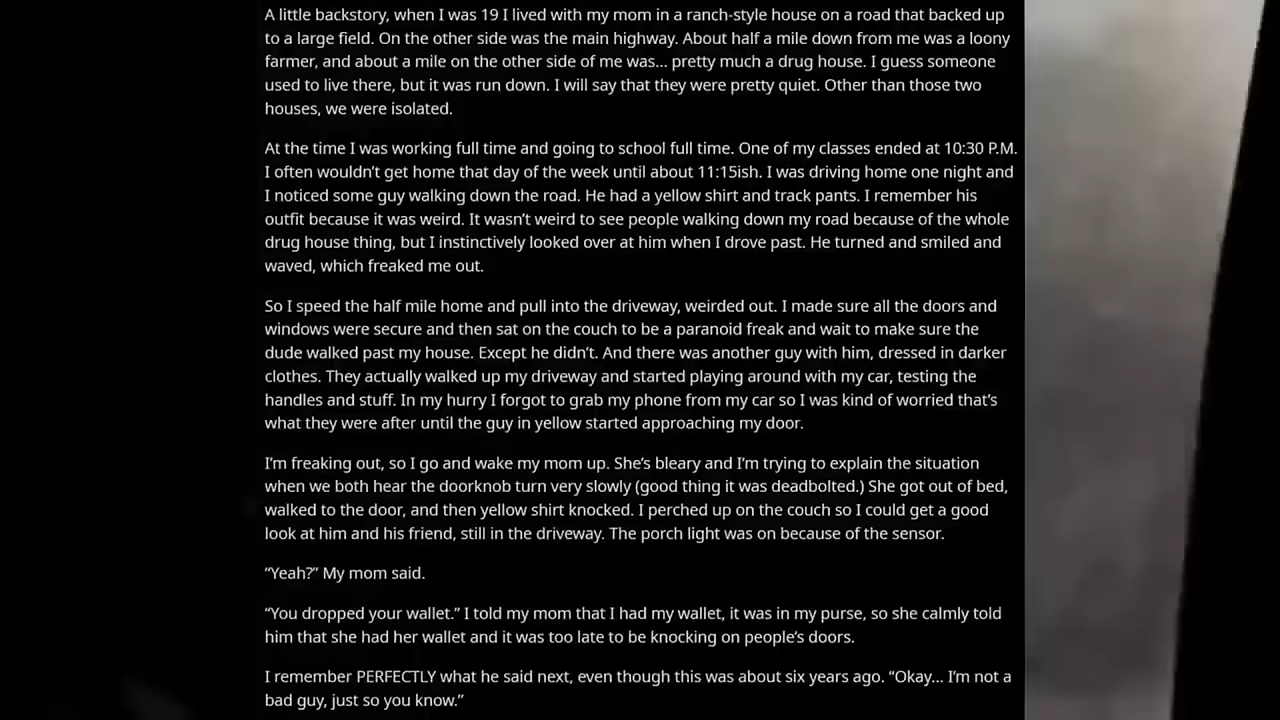 A little backstory, when I was 19 I lived with my mom in a ranch-style house on a road that backed up
to a large field. On the other side was the main highway. About half a mile down from me was a loony
farmer, and about a mile on the other side of me was... pretty much a drug house. I guess someone
used to live there, but it was run down. I will say that they were pretty quiet. Other than those two
houses, we were isolated.
At the time I was working full time and going to school full time. One of my classes ended at 10:30 P.M.
I often wouldn’t get home that day of the week until about 11:15ish. I was driving home one night and
I noticed some guy walking down the road. He had a yellow shirt and track pants. I remember his
outfit because it was weird. It wasn’t weird to see people walking down my road because of the whole
drug house thing, but I instinctively looked over at him when I drove past. He turned and smiled and
waved, which freaked me out.
So I speed the half mile home and pull into the driveway, weirded out. I made sure all the doors and
windows were secure and then sat on the couch to be a paranoid freak and wait to make sure the
dude walked past my house. Except he didn’t. And there was another guy with him, dressed in darker
clothes. They actually walked up my driveway and started playing around with my car, testing the
handles and stuff. In my hurry I forgot to grab my phone from my car so I was kind of worried that’s
what they were after until the guy in yellow started approaching my door.
I’m freaking out, so I go and wake my mom up. She’s bleary and I’m trying to explain the situation
when we both hear the doorknob turn very slowly (good thing it was deadbolted.) She got out of bed,
walked to the door, and then yellow shirt knocked. I perched up on the couch so I could get a good
look at him and his friend, still in the driveway. The porch light was on because of the sensor.
“Yeah?” My mom said.
“You dropped your wallet.” I told my mom that I had my wallet, it was in my purse, so she calmly told
him that she had her wallet and it was too late to be knocking on people’s doors.
I remember PERFECTLY what he said next, even though this was about six years ago. “Okay... I’m not a
bad guy, just so you know.”